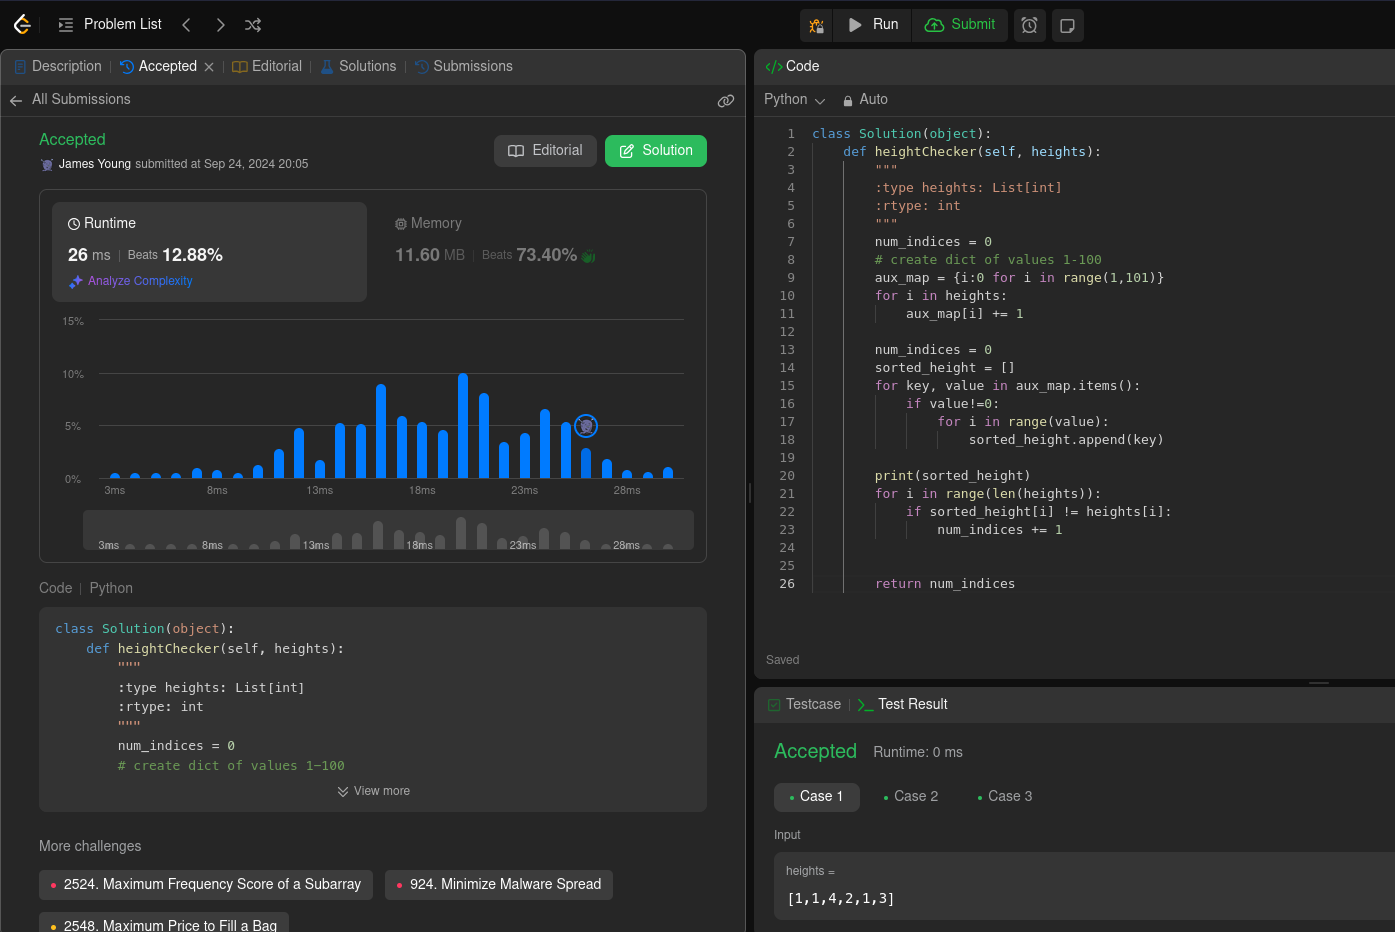 Problem List
Run
Submit
Description
Accepted
Editorial
Solutions
Submissions
All Submissions
Accepted
James Young submitted at Sep 24, 2024 20:05
Editorial
Solution
Runtime
26 ms | Beats 12.88%
Analyze Complexity
Memory
11.60 MB | Beats 73.40%
15%
10%
5%
0%
3ms 8ms 13ms 18ms 23ms 28ms
3ms 8ms 13ms 18ms 23ms 28ms
Code | Python
class Solution(object):
    def heightChecker(self, heights):
        """
        :type heights: List[int]
        :rtype: int
        """
        num_indices = 0
        # create dict of values 1-100
View more
More challenges
2524. Maximum Frequency Score of a Subarray
924. Minimize Malware Spread
2548. Maximum Price to Fill a Bag
</> Code
Python
Auto
1 class Solution(object):
2     def heightChecker(self, heights):
3         """
4         :type heights: List[int]
5         :rtype: int
6         """
7         num_indices = 0
8         # create dict of values 1-100
9         aux_map = {i:0 for i in range(1,101)}
10         for i in heights:
11             aux_map[i] += 1
12
13         num_indices = 0
14         sorted_height = []
15         for key, value in aux_map.items():
16             if value!=0:
17                 for i in range(value):
18                     sorted_height.append(key)
19
20         print(sorted_height)
21         for i in range(len(heights)):
22             if sorted_height[i] != heights[i]:
23                 num_indices += 1
24
25
26         return num_indices
Saved
Testcase
Test Result
Accepted Runtime: 0 ms
Case 1
Case 2
Case 3
Input
heights =
[1,1,4,2,1,3]